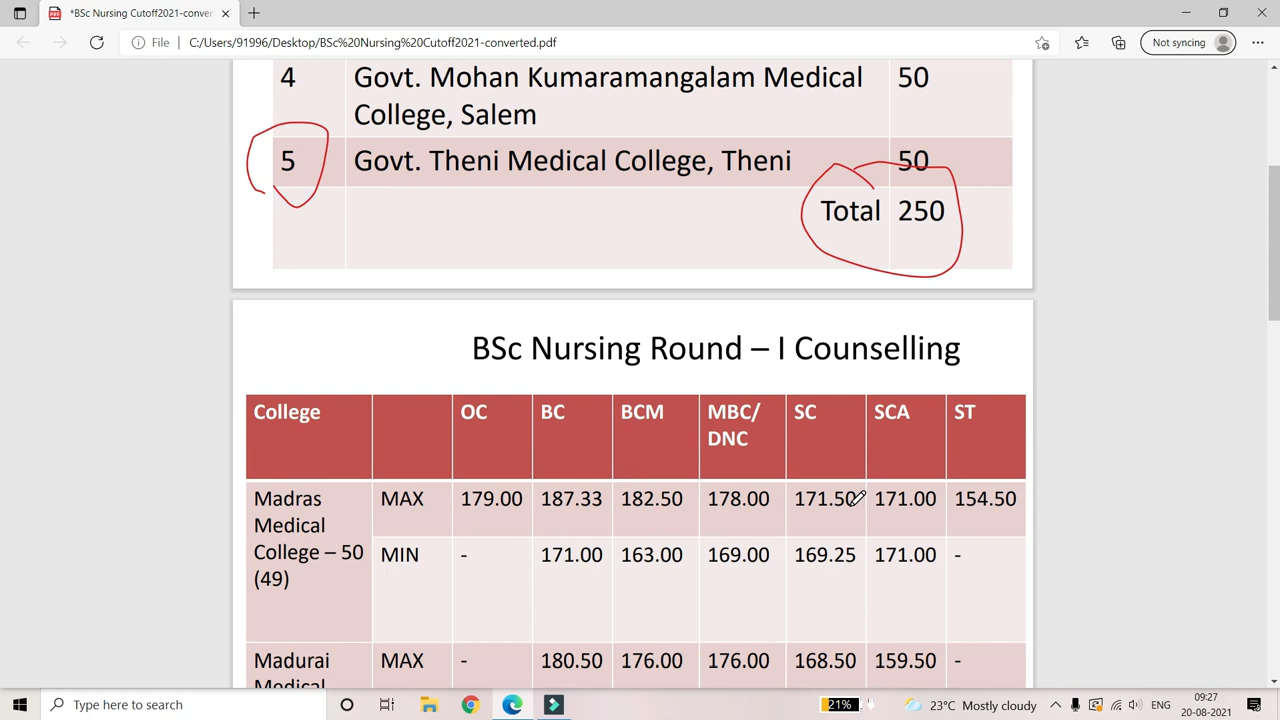 *BSc Nursing Cutoff2021-conver
File C:/Users/91996/Desktop/BSc%20Nursing%20Cutoff2021-converted.pdf
Not syncing
4 Govt. Mohan Kumaramangalam Medical 50
College, Salem
5 Govt. Theni Medical College, Theni 50
Total 250
BSc Nursing Round – I Counselling
College OC BC BCM MBC/ SC SCA ST
DNC
Madras MAX 179.00 187.33 182.50 178.00 171.50 171.00 154.50
Medical
College – 50 MIN - 171.00 163.00 169.00 169.25 171.00 -
(49)
Madurai MAX - 180.50 176.00 176.00 168.50 159.50 -
Medical
Type here to search
21%
23°C Mostly cloudy
ENG
09:27
20-08-2021